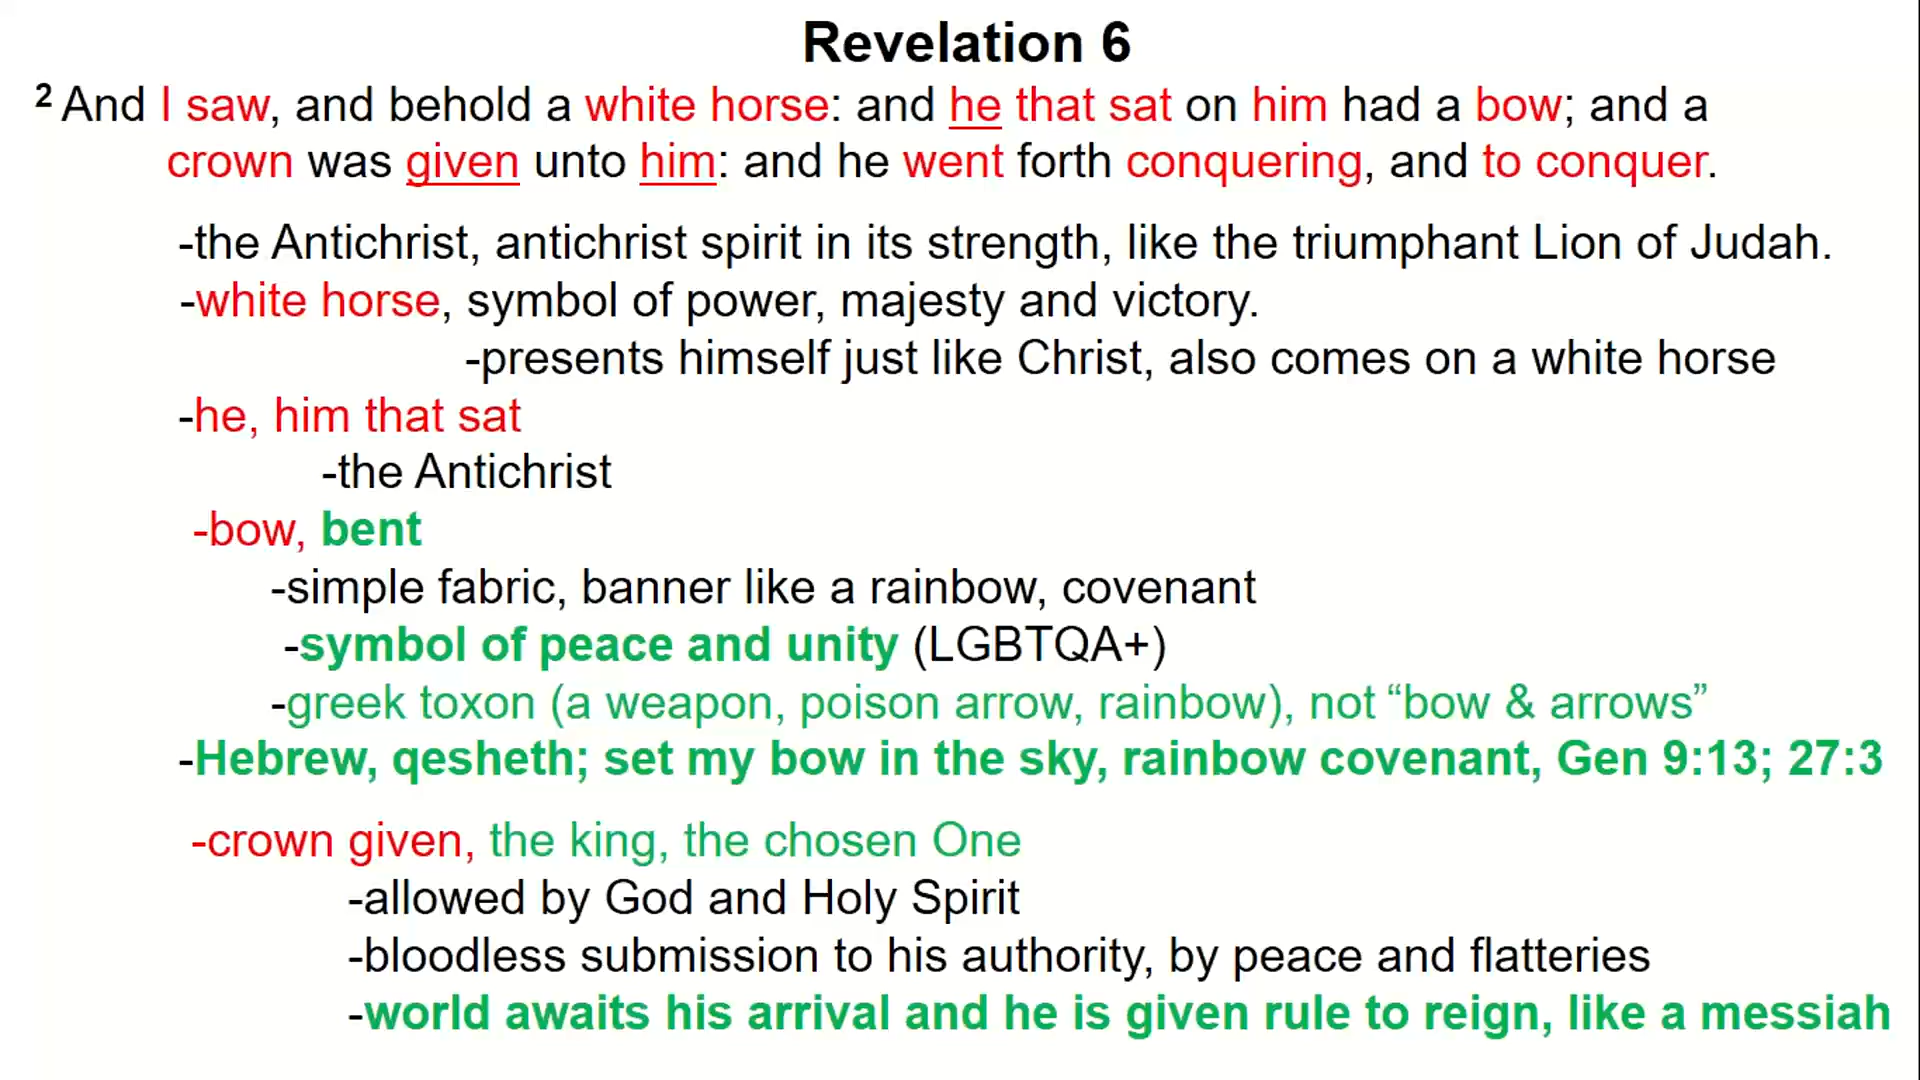 Revelation 6
2 And I saw, and behold a white horse: and he that sat on him had a bow; and a
crown was given unto him: and he went forth conquering, and to conquer.
-the Antichrist, antichrist spirit in its strength, like the triumphant Lion of Judah.
-white horse, symbol of power, majesty and victory.
-presents himself just like Christ, also comes on a white horse
-he, him that sat
-the Antichrist
-bow, bent
-simple fabric, banner like a rainbow, covenant
-symbol of peace and unity (LGBTQA+)
-greek toxon (a weapon, poison arrow, rainbow), not “bow & arrows”
-Hebrew, qesheth; set my bow in the sky, rainbow covenant, Gen 9:13; 27:3
-crown given, the king, the chosen One
-allowed by God and Holy Spirit
-bloodless submission to his authority, by peace and flatteries
-world awaits his arrival and he is given rule to reign, like a messiah